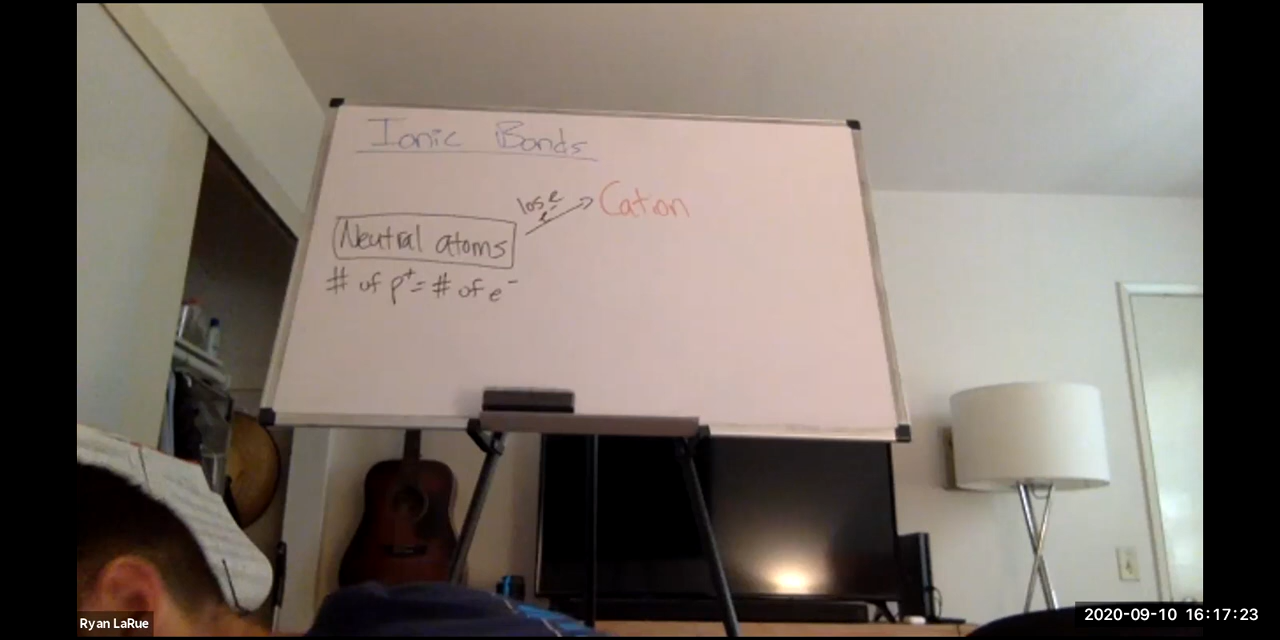 Ionic Bonds
lose
e⁻
Cation
Neutral atoms
# of p⁺ = # of e⁻
Ryan LaRue
2020-09-10 16:17:23